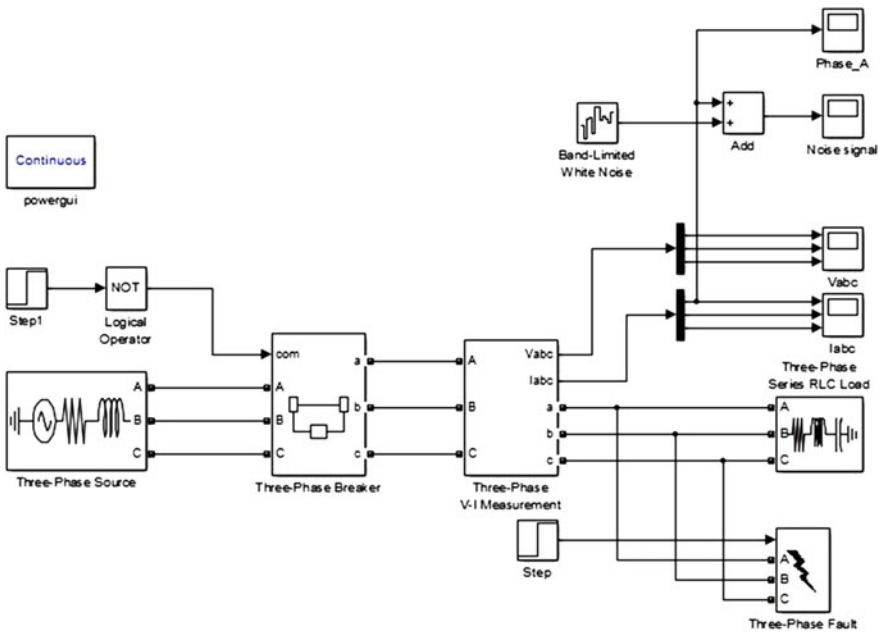 Phase_A
+
+
Add
Noise signal
Band-Limited
White Noise
Continuous
powergui
Vabc
Step1
NOT
Logical
Operator
Iabc
com
A
B
C
a
b
c
A
B
C
Vabc
Iabc
a
b
c
Three-Phase
Series RLC Load
A
B
C
A
B
C
Three-Phase Source
Three-Phase Breaker
Three-Phase
V-I Measurement
Step
A
B
C
Three-Phase Fault